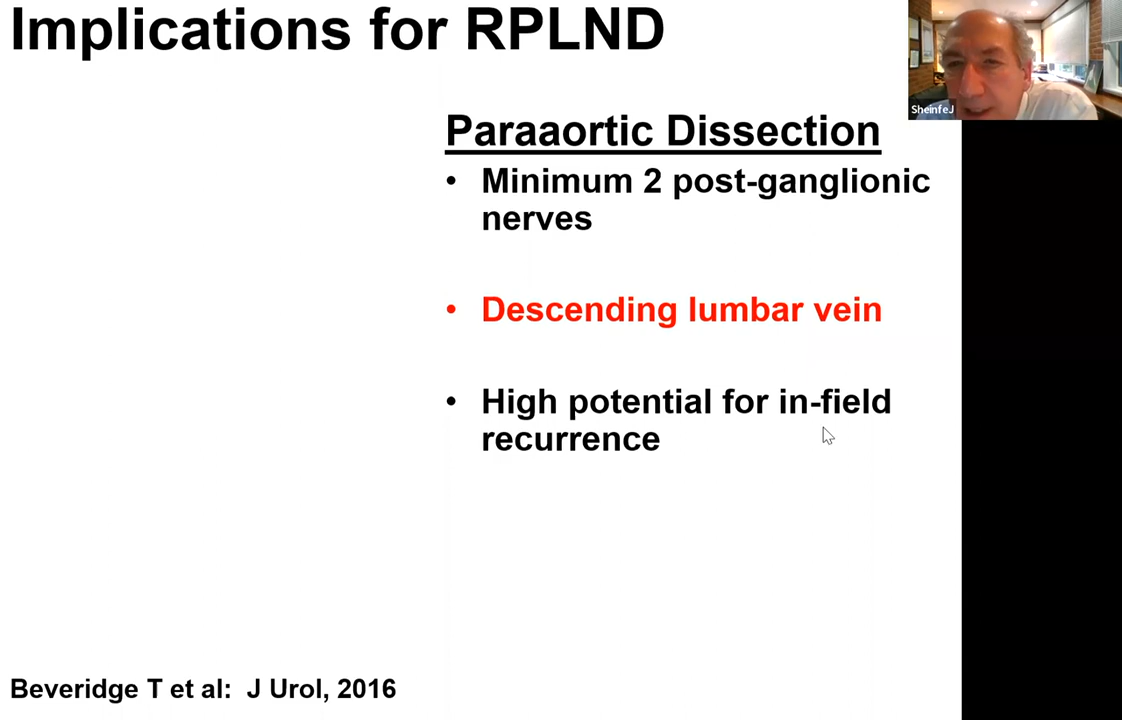 Implications for RPLND
SheinfeJ
Paraaortic Dissection
• Minimum 2 post-ganglionic
nerves
• Descending lumbar vein
• High potential for in-field
recurrence
Beveridge T et al: J Urol, 2016